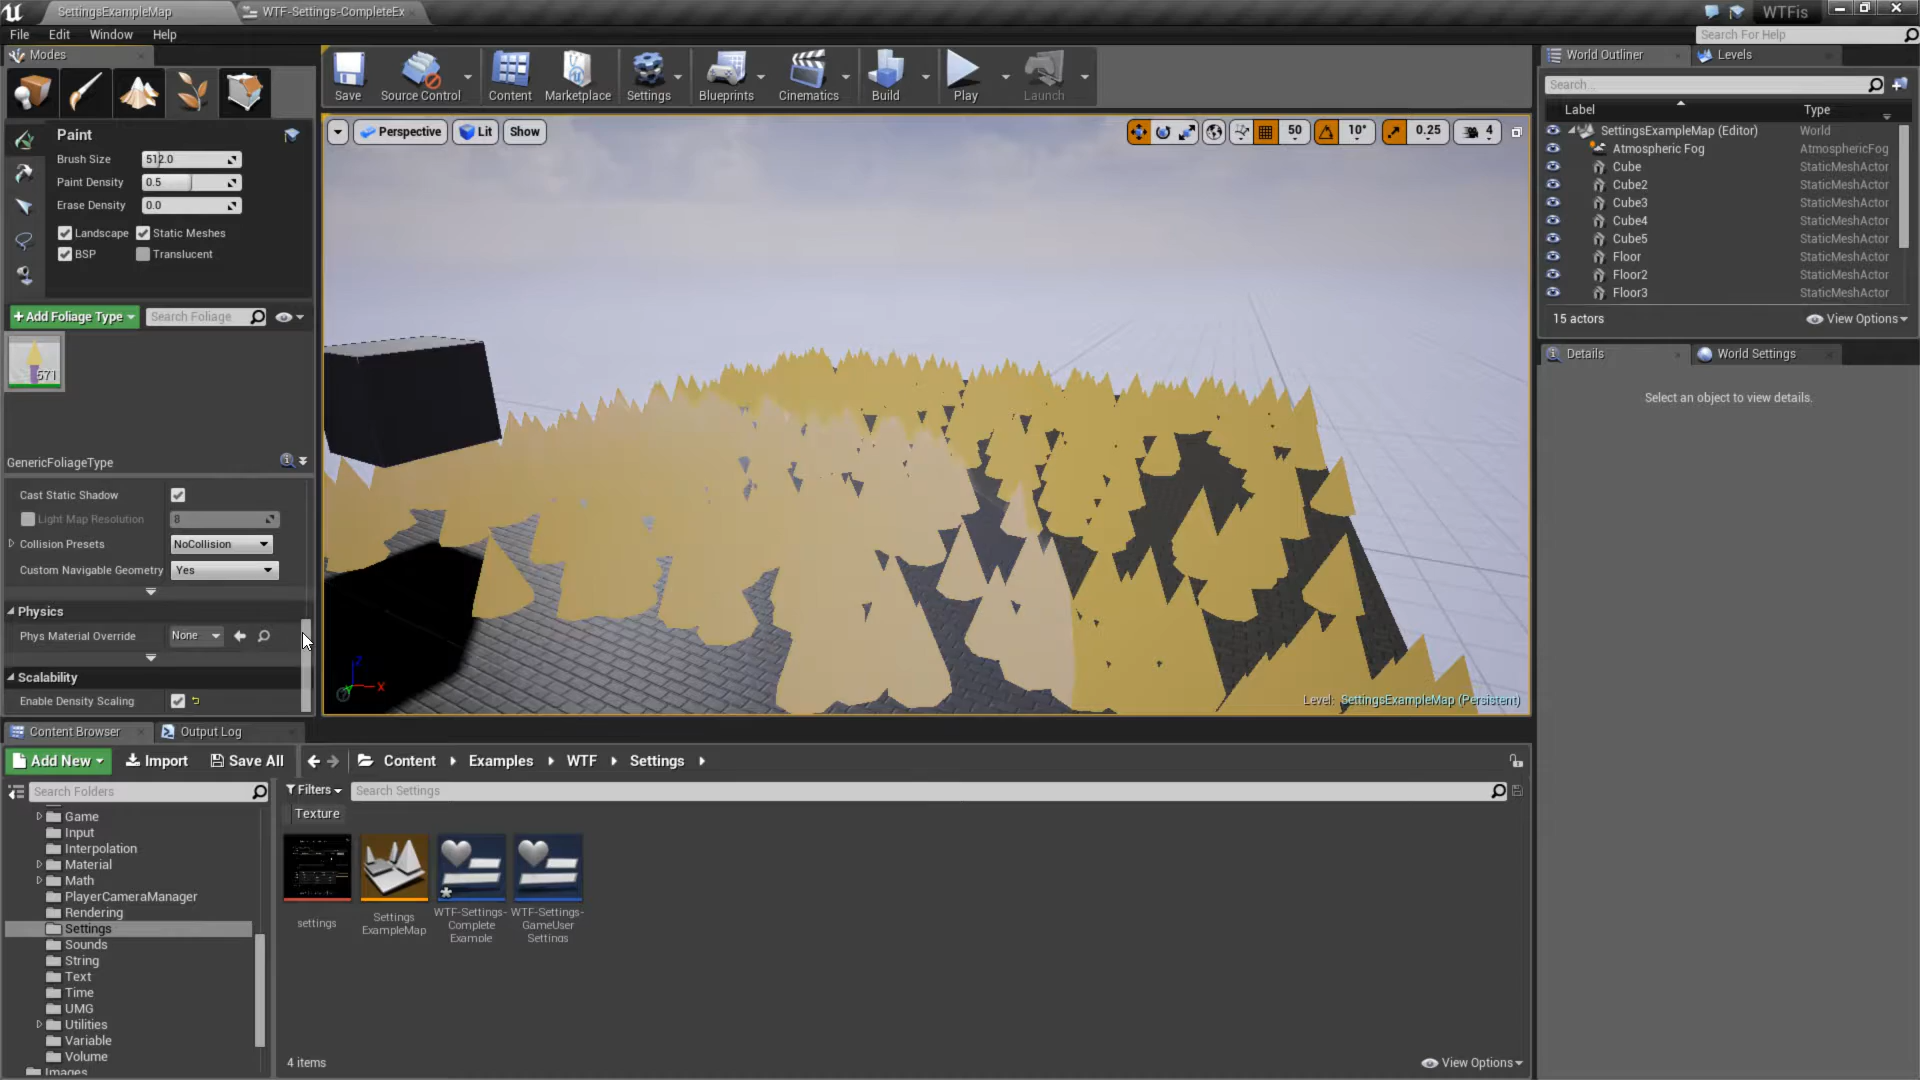 SettingsExampleMap
WTF-Settings-CompleteEx
WTFis
File Edit Window Help
Search For Help
Modes
Save
Source Control
Content
Marketplace
Settings
Blueprints
Cinematics
Build
Play
Launch
World Outliner
Levels
Search...
Label Type
SettingsExampleMap (Editor) World
Atmospheric Fog AtmosphericFog
Cube StaticMeshActor
Cube2 StaticMeshActor
Cube3 StaticMeshActor
Cube4 StaticMeshActor
Cube5 StaticMeshActor
Floor StaticMeshActor
Floor2 StaticMeshActor
Floor3 StaticMeshActor
15 actors
View Options
Details
World Settings
Select an object to view details.
Paint
Brush Size 512.0
Paint Density 0.5
Erase Density 0.0
Landscape Static Meshes
BSP Translucent
+ Add Foliage Type
Search Foliage
571
GenericFoliageType
Cast Static Shadow
Light Map Resolution 8
Collision Presets NoCollision
Custom Navigable Geometry Yes
Physics
Phys Material Override None
Scalability
Enable Density Scaling
Perspective Lit Show
50 10° 0.25 4
Z
X
Level: SettingsExampleMap (Persistent)
Content Browser
Output Log
Add New Import Save All
Content Examples WTF Settings
Search Folders
Filters
Search Settings
Texture
Game
Input
Interpolation
Material
Math
PlayerCameraManager
Rendering
Settings
Sounds
String
Text
Time
UMG
Utilities
Variable
Volume
Images
settings
Settings
ExampleMap
WTF-Settings-
Complete
Example
WTF-Settings-
GameUser
Settings
4 items
View Options